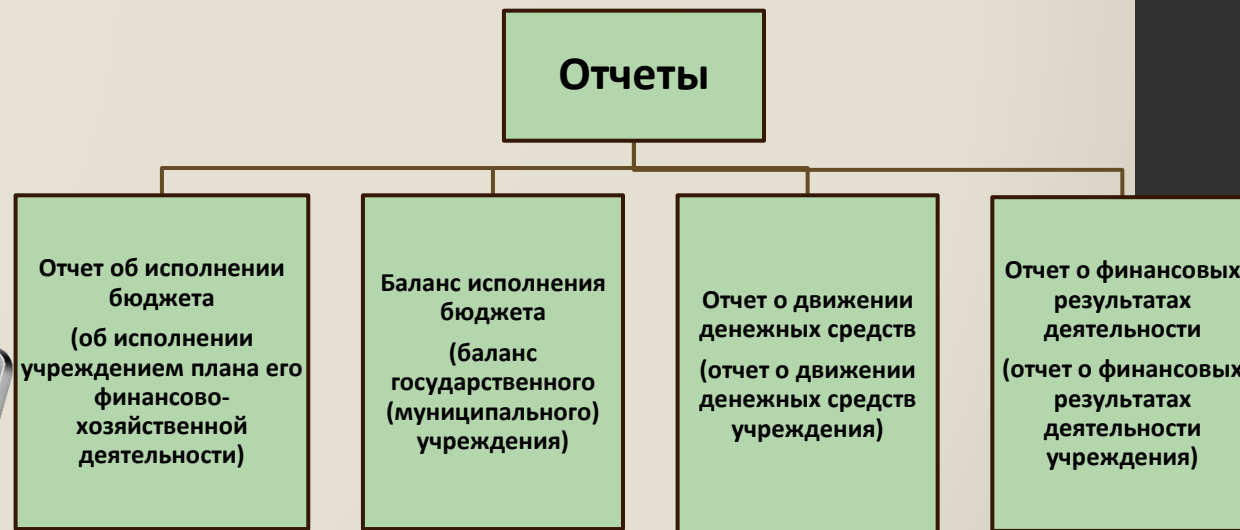 Отчеты
Отчет об исполнении
бюджета
(об исполнении
учреждением плана его
финансово-
хозяйственной
деятельности)
Баланс исполнения
бюджета
(баланс
государственного
(муниципального)
учреждения)
Отчет о движении
денежных средств
(отчет о движении
денежных средств
учреждения)
Отчет о финансовых
результатах
деятельности
(отчет о финансовых
результатах
деятельности
учреждения)